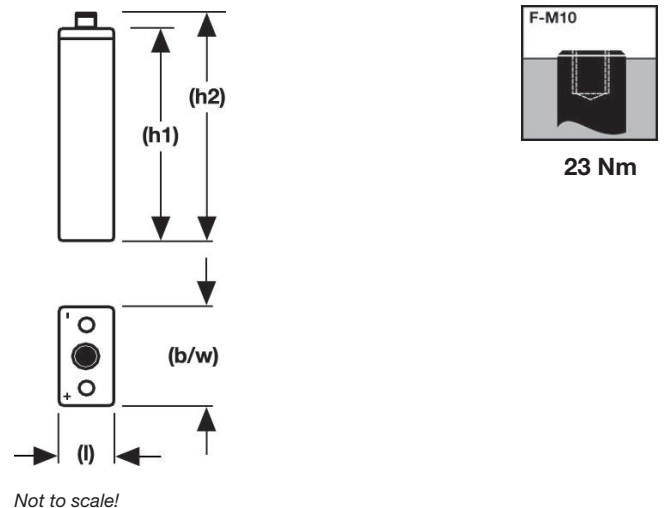 F-M10
(h2)
(h1)
23 Nm
-
(b/w)
+
(l)
Not to scale!